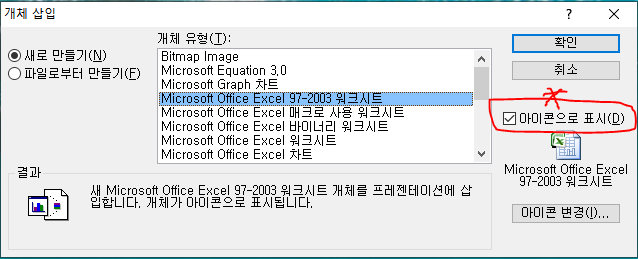 개체 삽입
? ×
새로 만들기(N)
파일로부터 만들기(F)
개체 유형(T):
Bitmap Image
Microsoft Equation 3.0
Microsoft Graph 차트
Microsoft Office Excel 97-2003 워크시트
Microsoft Office Excel 매크로 사용 워크시트
Microsoft Office Excel 바이너리 워크시트
Microsoft Office Excel 워크시트
Microsoft Office Excel 차트
확인
취소
아이콘으로 표시(D)
Microsoft Office Excel
97-2003 워크시트
아이콘 변경(I)...
결과
새 Microsoft Office Excel 97-2003 워크시트 개체를 프레젠테이션에 삽
입합니다. 개체가 아이콘으로 표시됩니다.